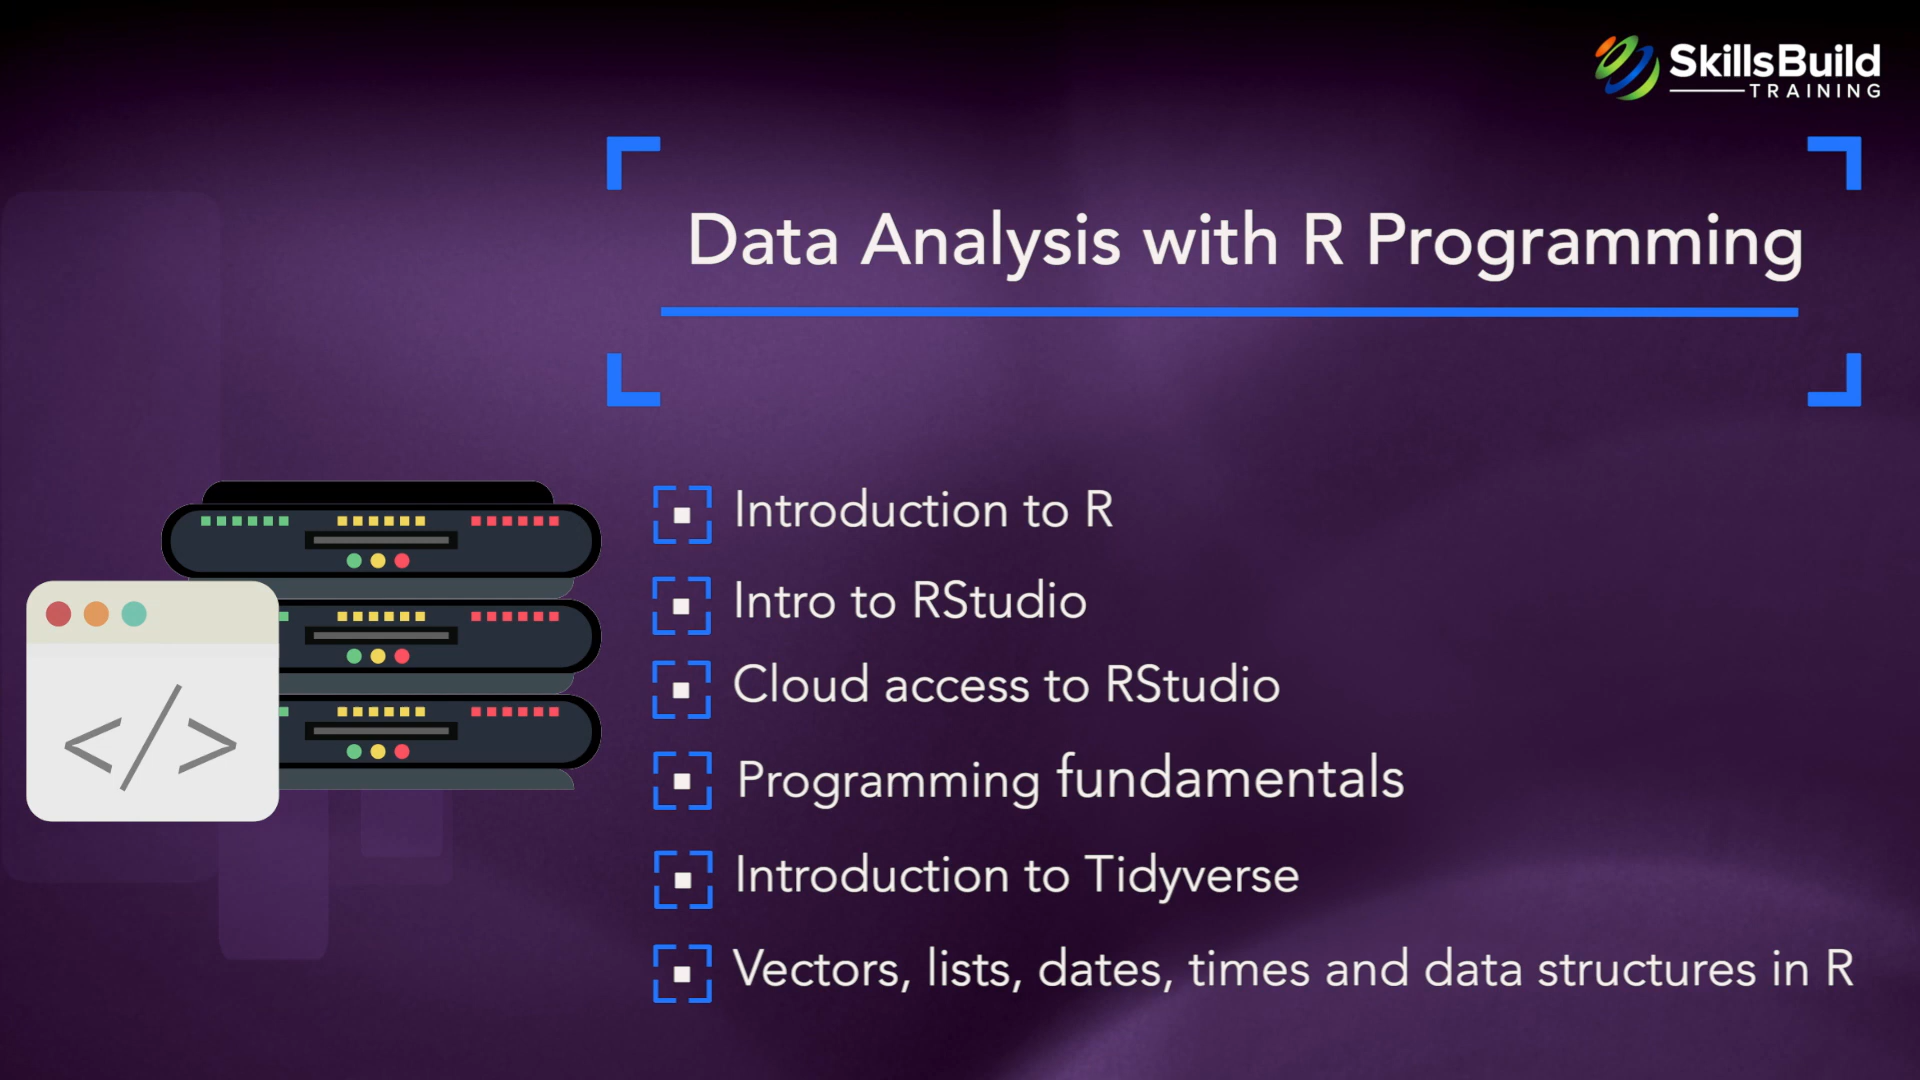 SkillsBuild
TRAINING
Data Analysis with R Programming
Introduction to R
Intro to RStudio
Cloud access to RStudio
Programming fundamentals
Introduction to Tidyverse
Vectors, lists, dates, times and data structures in R
</>